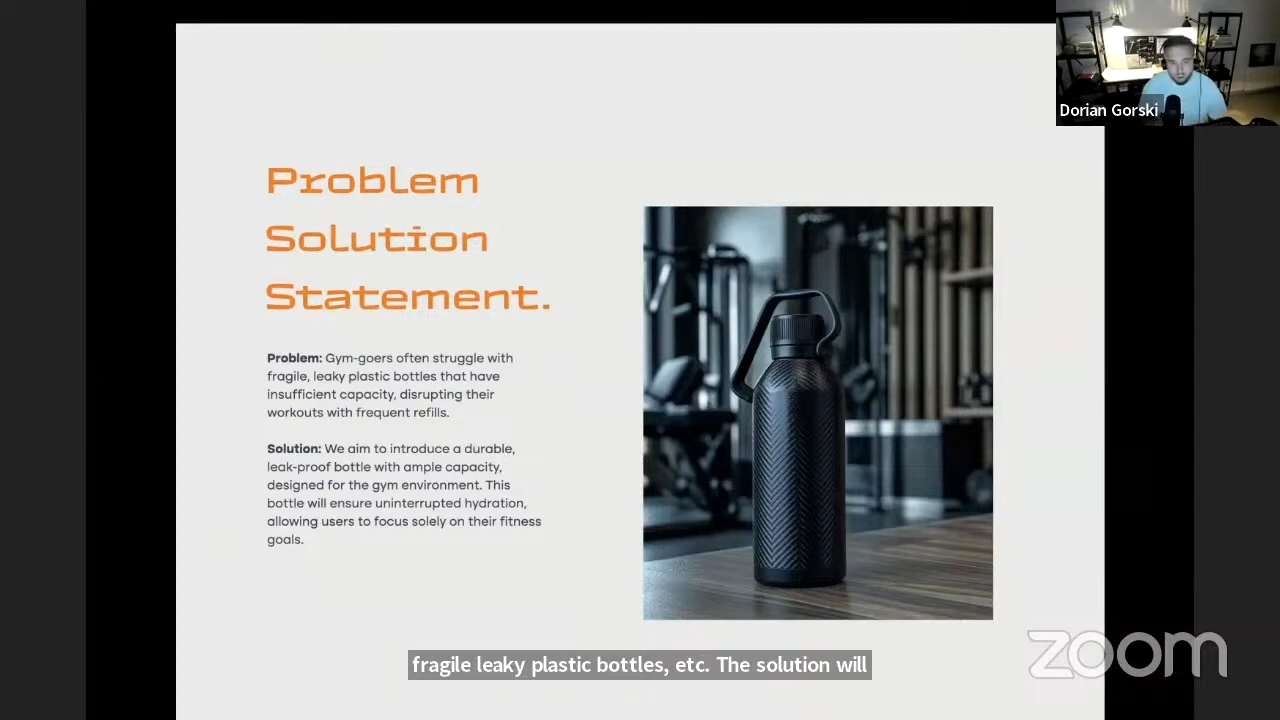 Dorian Gorski
Problem
Solution
Statement.
Problem: Gym-goers often struggle with
fragile, leaky plastic bottles that have
insufficient capacity, disrupting their
workouts with frequent refills.
Solution: We aim to introduce a durable,
leak-proof bottle with ample capacity,
designed for the gym environment. This
bottle will ensure uninterrupted hydration,
allowing users to focus solely on their fitness
goals.
fragile leaky plastic bottles, etc. The solution will
zoom